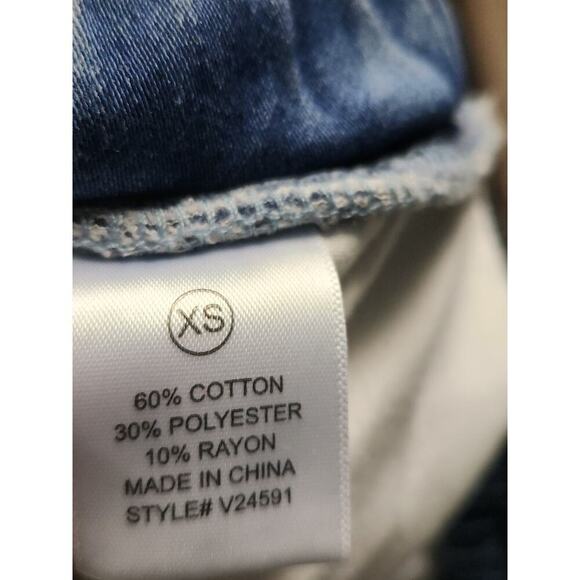 XS
60% COTTON
30% POLYESTER
10% RAYON
MADE IN CHINA
STYLE# V24591